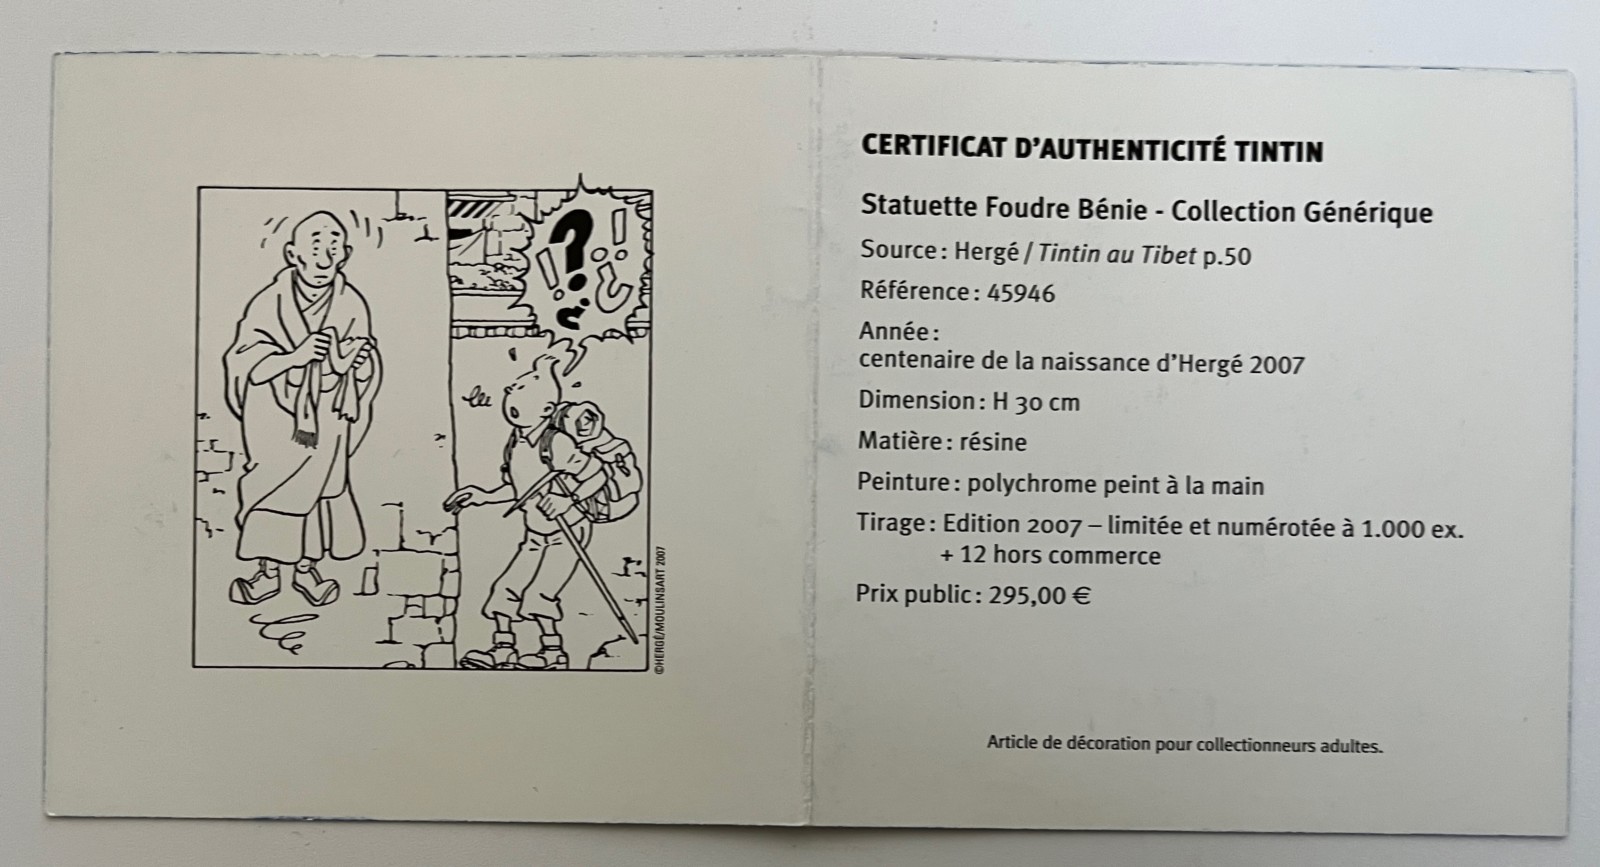 ©HERGÉ/MOULINSART 2007
CERTIFICAT D'AUTHENTICITÉ TINTIN
Statuette Foudre Bénie - Collection Générique
Source : Hergé / Tintin au Tibet p.50
Référence : 45946
Année :
centenaire de la naissance d'Hergé 2007
Dimension : H 30 cm
Matière : résine
Peinture : polychrome peint à la main
Tirage : Edition 2007 – limitée et numérotée à 1.000 ex.
+ 12 hors commerce
Prix public : 295,00 €
Article de décoration pour collectionneurs adultes.